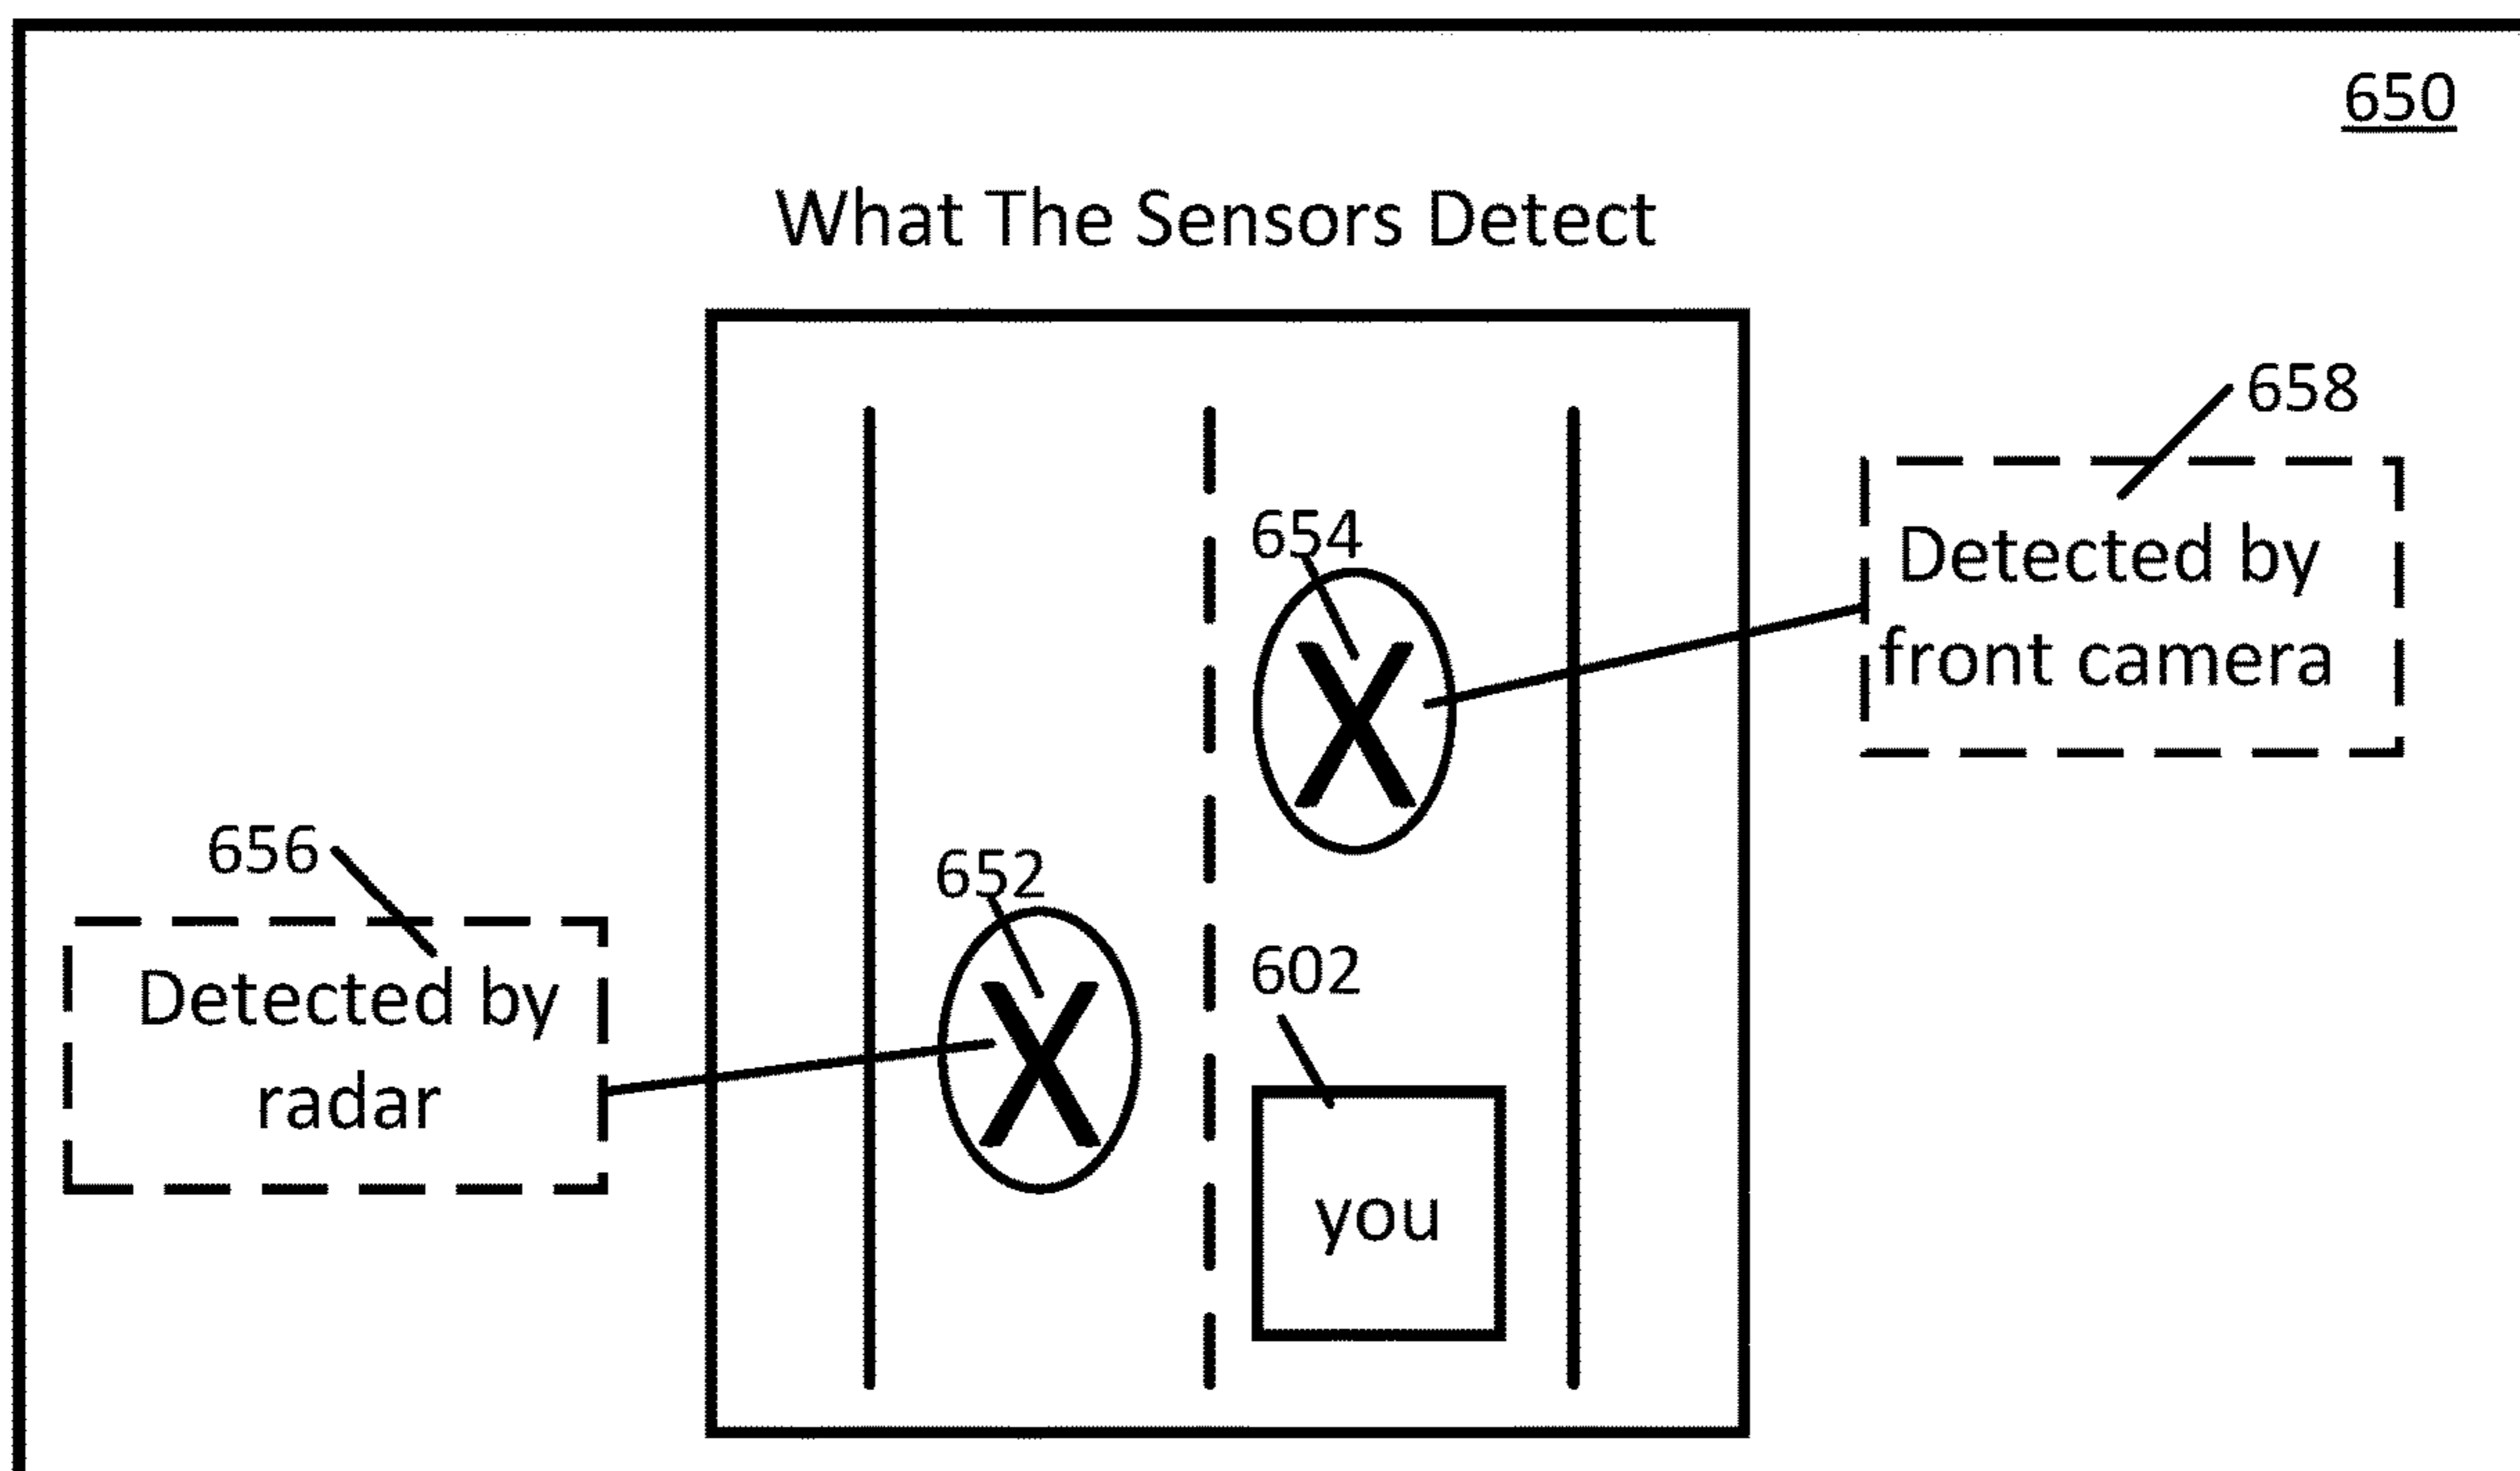 650
What The Sensors Detect
658
654
Detected by
front camera
X
656
652
Detected by
radar
X
602
you